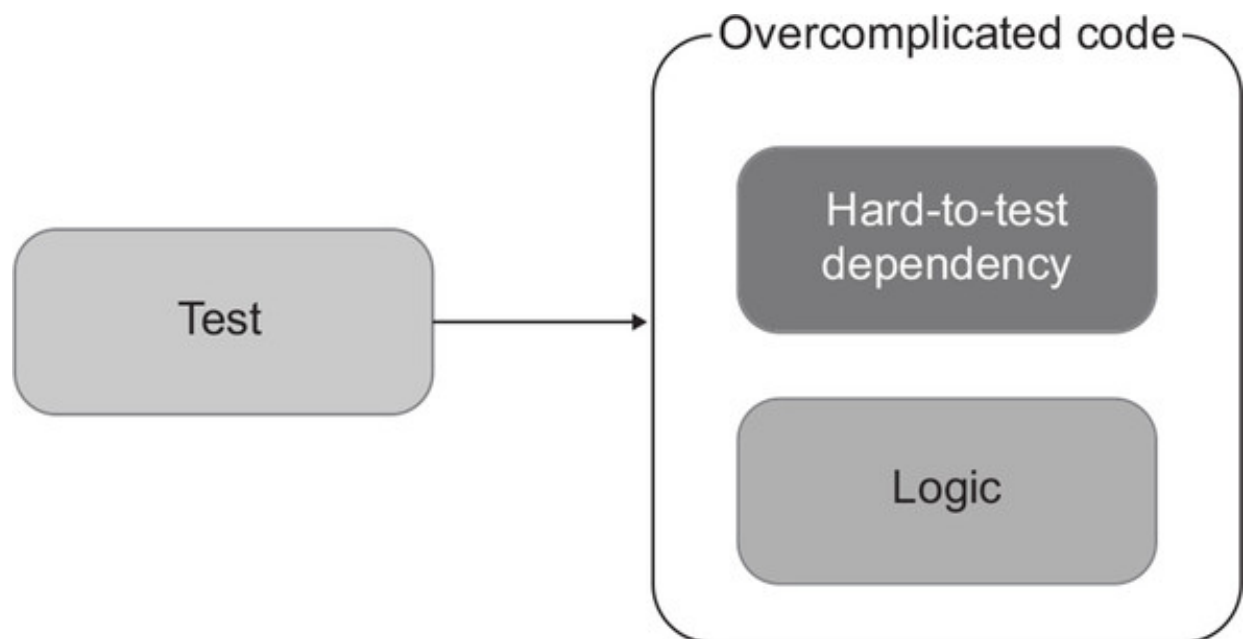 Overcomplicated code
Hard-to-test
dependency
Test
Logic